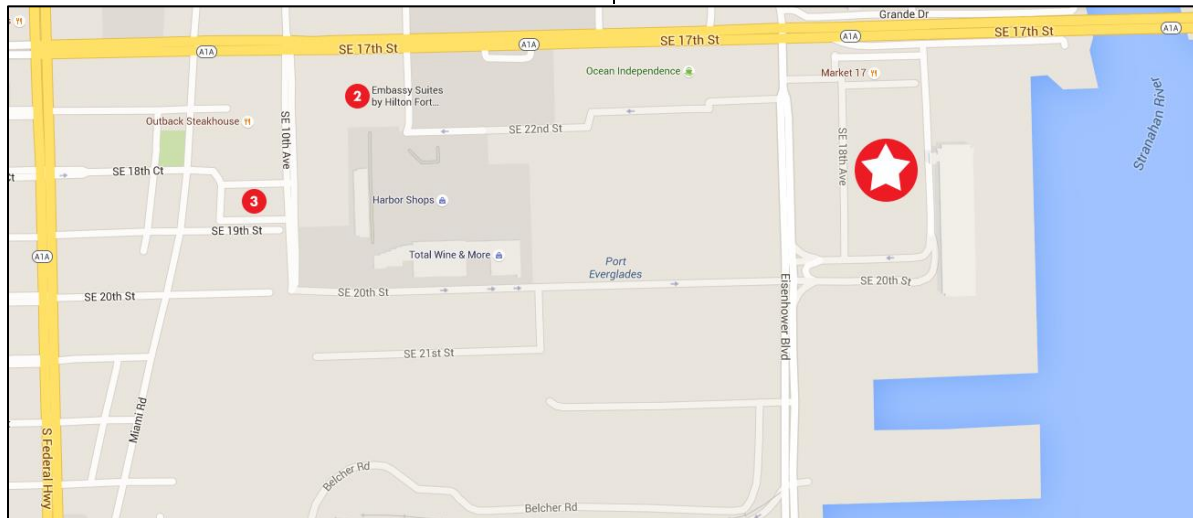 Grande Dr
A1A
SE 17th St
A1A
SE 17th St
A1A
SE 17th St
A1A
Ocean Independence
Market 17
2
Embassy Suites
by Hilton Fort...
Outback Steakhouse
SE 10th Ave
SE 22nd St
SE 18th Ave
Stranahan River
SE 18th Ct
Ct
3
Harbor Shops
SE 19th St
A1A
Total Wine & More
Port
Everglades
SE 20th St
SE 20th St
SE 20th St
Eisenhower Blvd
SE 21st St
Miami Rd
S Federal Hwy
Belcher Rd
Belcher Rd